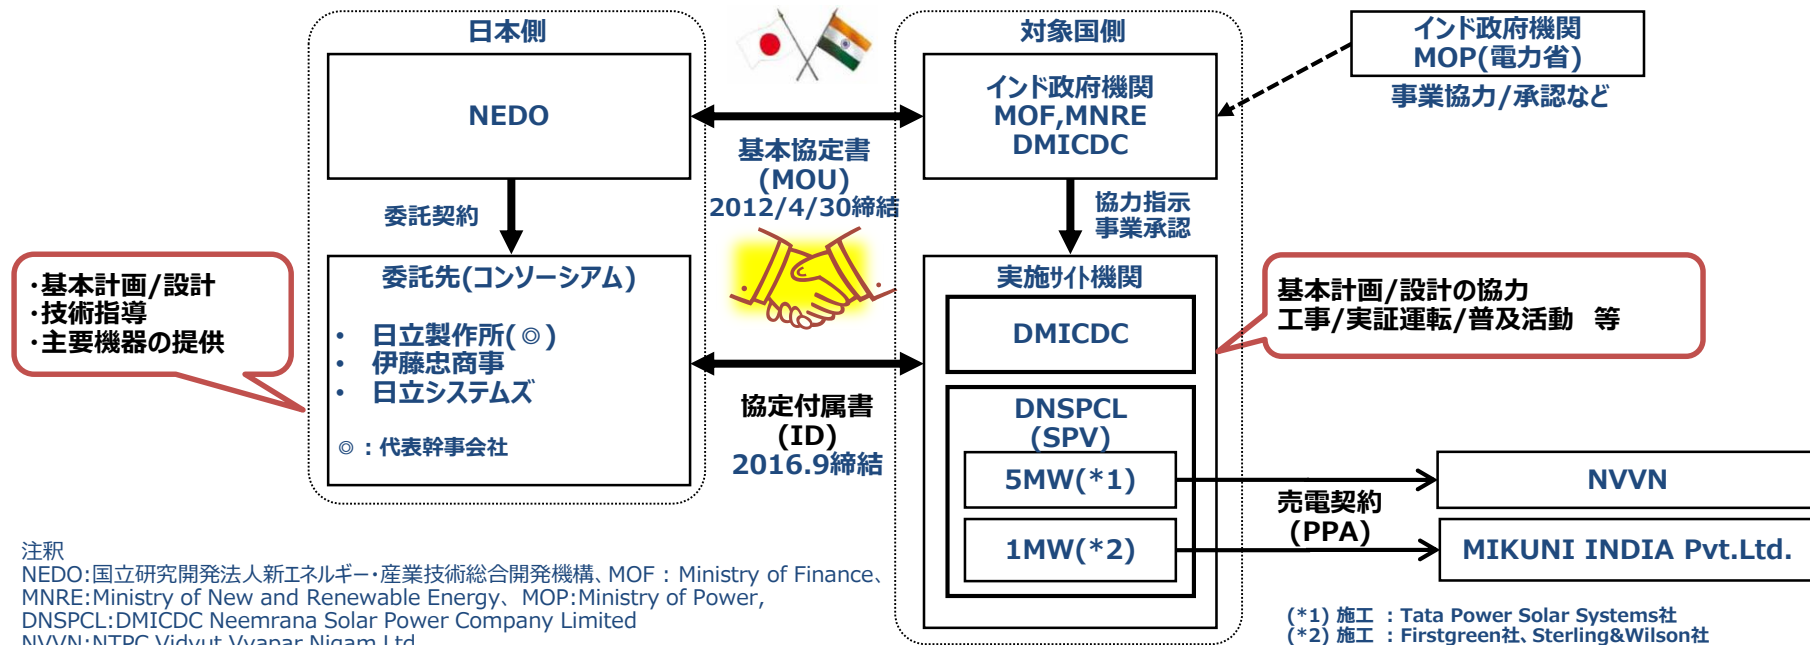 日本側
対象国側
インド政府機関
MOP(電力省)
事業協力/承認など
NEDO
基本協定書
(MOU)
2012/4/30締結
インド政府機関
MOF,MNRE
DMICDC
委託契約
協力指示
事業承認
・基本計画/設計
・技術指導
・主要機器の提供
委託先(コンソーシアム)
• 日立製作所(◎)
• 伊藤忠商事
• 日立システムズ
◎：代表幹事会社
協定付属書
(ID)
2016.9締結
実施サイト機関
DMICDC
DNSPCL
(SPV)
5MW(*1)
1MW(*2)
基本計画/設計の協力
工事/実証運転/普及活動 等
売電契約
(PPA)
NVVN
MIKUNI INDIA Pvt.Ltd.
注釈
NEDO:国立研究開発法人新エネルギー・産業技術総合開発機構、MOF：Ministry of Finance、
MNRE:Ministry of New and Renewable Energy、MOP:Ministry of Power,
DNSPCL:DMICDC Neemrana Solar Power Company Limited
NVVN:NTPC Vidyut Vyapar Nigam Ltd
(*1) 施工 ：Tata Power Solar Systems社
(*2) 施工 ：Firstgreen社、Sterling&Wilson社